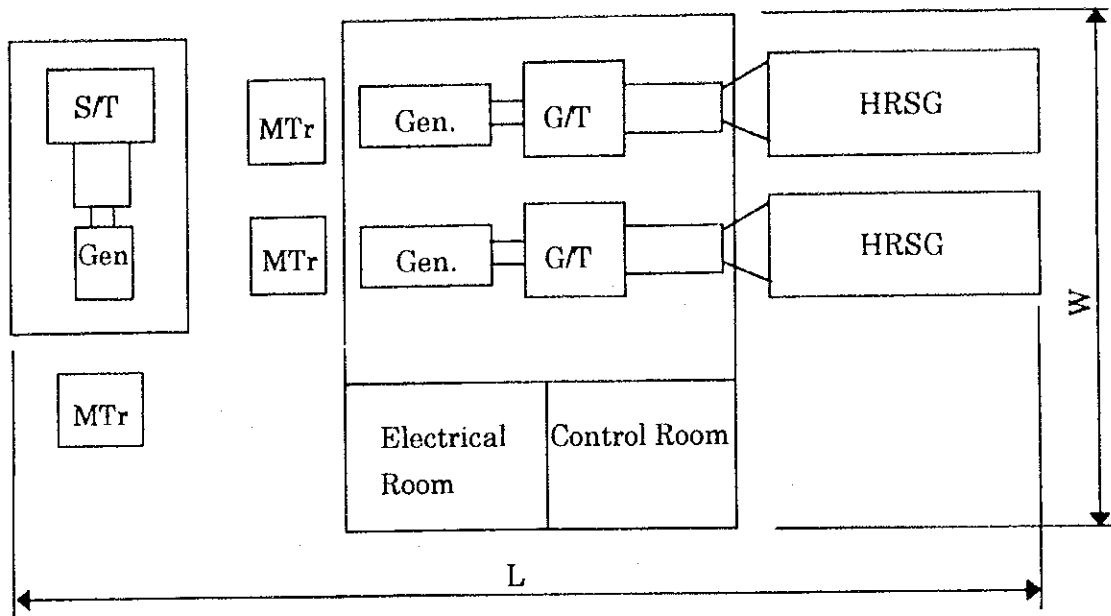 S/T
Gen
MTr
MTr
MTr
Gen.
G/T
HRSG
Gen.
G/T
HRSG
Electrical
Room
Control Room
W
L